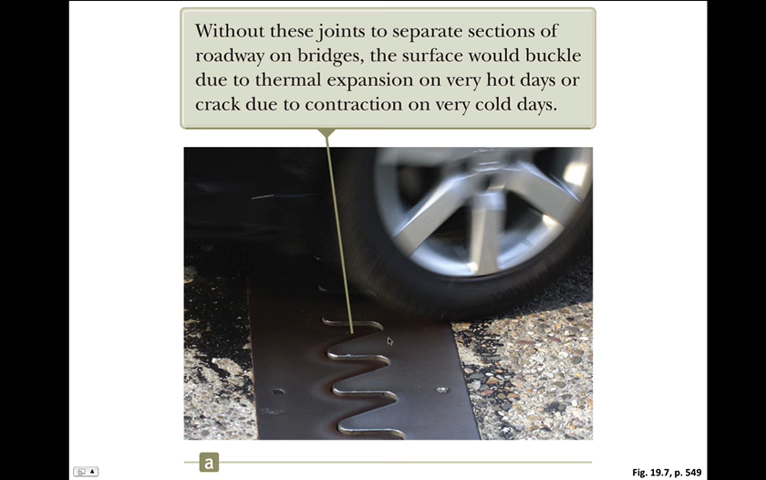 Without these joints to separate sections of
roadway on bridges, the surface would buckle
due to thermal expansion on very hot days or
crack due to contraction on very cold days.
a
Fig. 19.7, p. 549